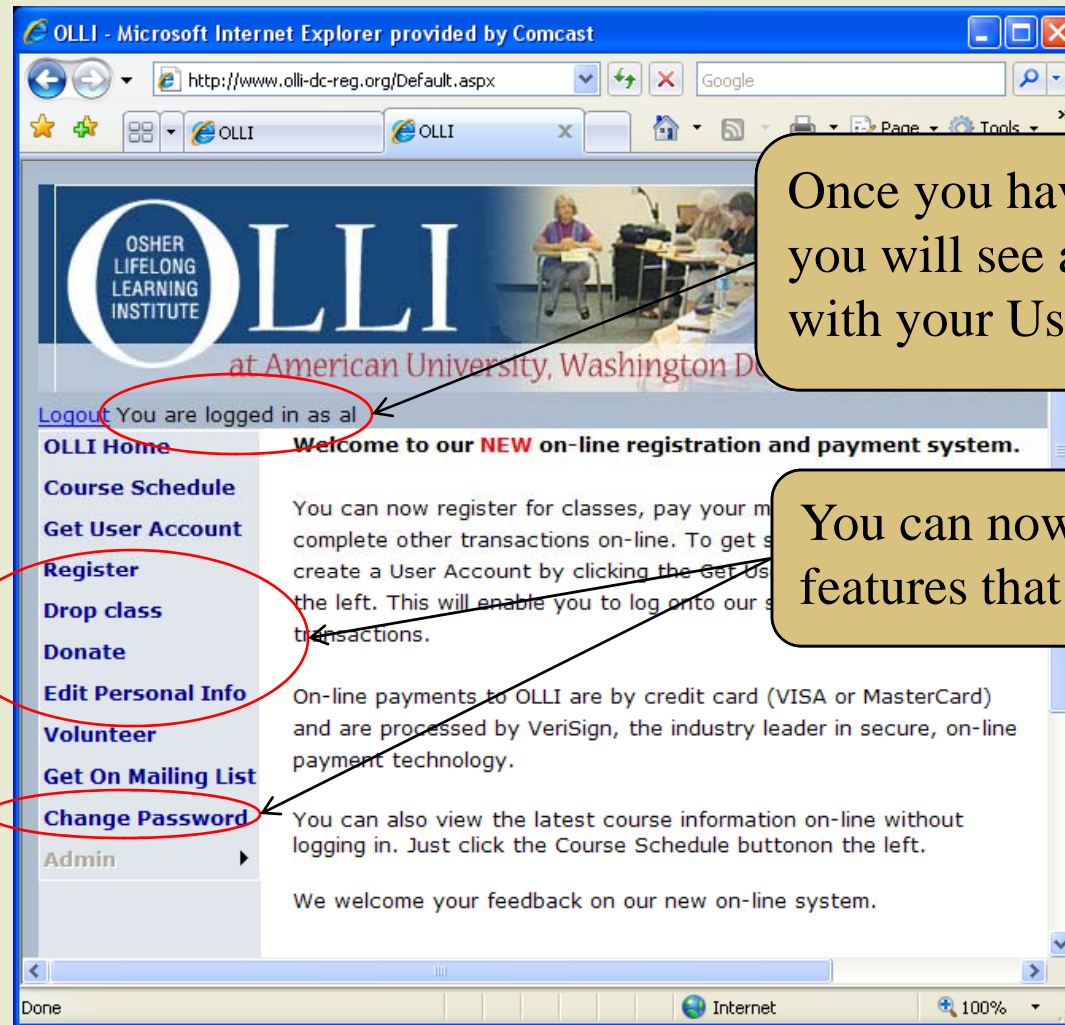 OLLI - Microsoft Internet Explorer provided by Comcast
http://www.olli-dc-reg.org/Default.aspx
Google
OLLI
OLLI
Page
Tools
OSHER
LIFELONG
LEARNING
INSTITUTE
OLLI
at American University, Washington
Once you
you will see
with your
Logout You are logged in as al
OLLI Home
Course Schedule
Get User Account
Register
Drop class
Donate
Edit Personal Info
Volunteer
Get On Mailing List
Change Password
Admin
Welcome to our NEW on-line registration and payment system.
You can now register for classes, pay your
complete other transactions on-line. To get
create a User Account by clicking the Get
the left. This will enable you to log onto our
transactions.
You can now
features that
On-line payments to OLLI are by credit card (VISA or MasterCard)
and are processed by VeriSign, the industry leader in secure, on-line
payment technology.
You can also view the latest course information on-line without
logging in. Just click the Course Schedule buttonon the left.
We welcome your feedback on our new on-line system.
Done
Internet
100%